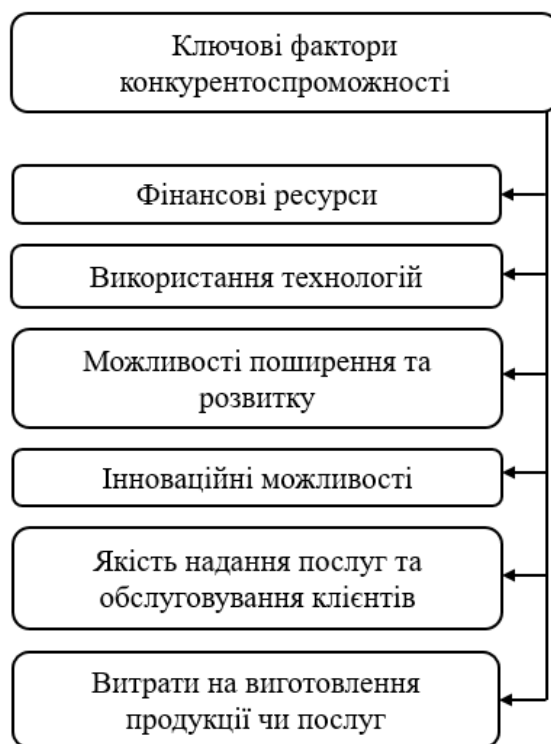 Ключові фактори
конкурентоспроможності
Фінансові ресурси
Використання технологій
Можливості поширення та
розвитку
Інноваційні можливості
Якість надання послуг та
обслуговування клієнтів
Витрати на виготовлення
продукції чи послуг